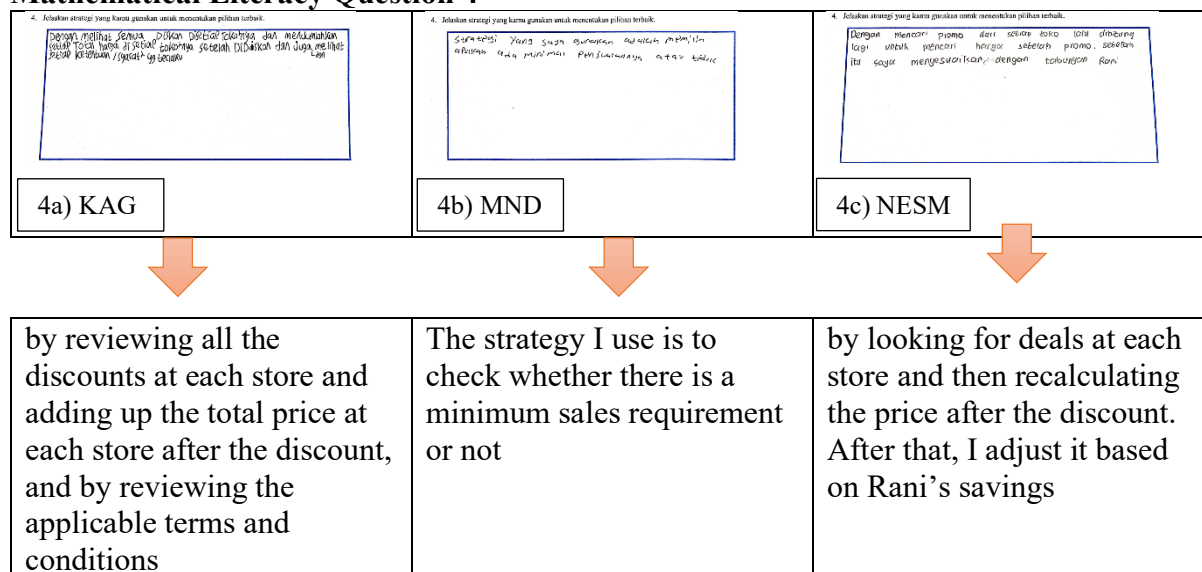 Mathematical Literacy Question 4
4. Jelaskan strategi yang kamu gunakan untuk menentukan pilihan terbaik.
Dengan melihat semua Diskon Disetiap Tokonya dan menjumlahkan
setiap Total harga di setiap tokohnya setelah DiDiskon dan juga melihat
setiap ketentuan / syarat yg berlaku
4a) KAG
4. Jelaskan strategi yang kamu gunakan untuk menentukan pilihan terbaik.
Strategi Yang saya gunakan adalah
apakah ada minimal Penjualannya atau tidak
4b) MND
4. Jelaskan strategi yang kamu gunakan untuk menentukan pilihan terbaik.
Dengan mencari promo dari setiap toko lalu dihitung
lagi untuk mencari harga setelah promo. setelah
itu saya menyesuaikan dengan tabungan Rani
4c) NESM
by reviewing all the
discounts at each store and
adding up the total price at
each store after the discount,
and by reviewing the
applicable terms and
conditions
The strategy I use is to
check whether there is a
minimum sales requirement
or not
by looking for deals at each
store and then recalculating
the price after the discount.
After that, I adjust it based
on Rani’s savings